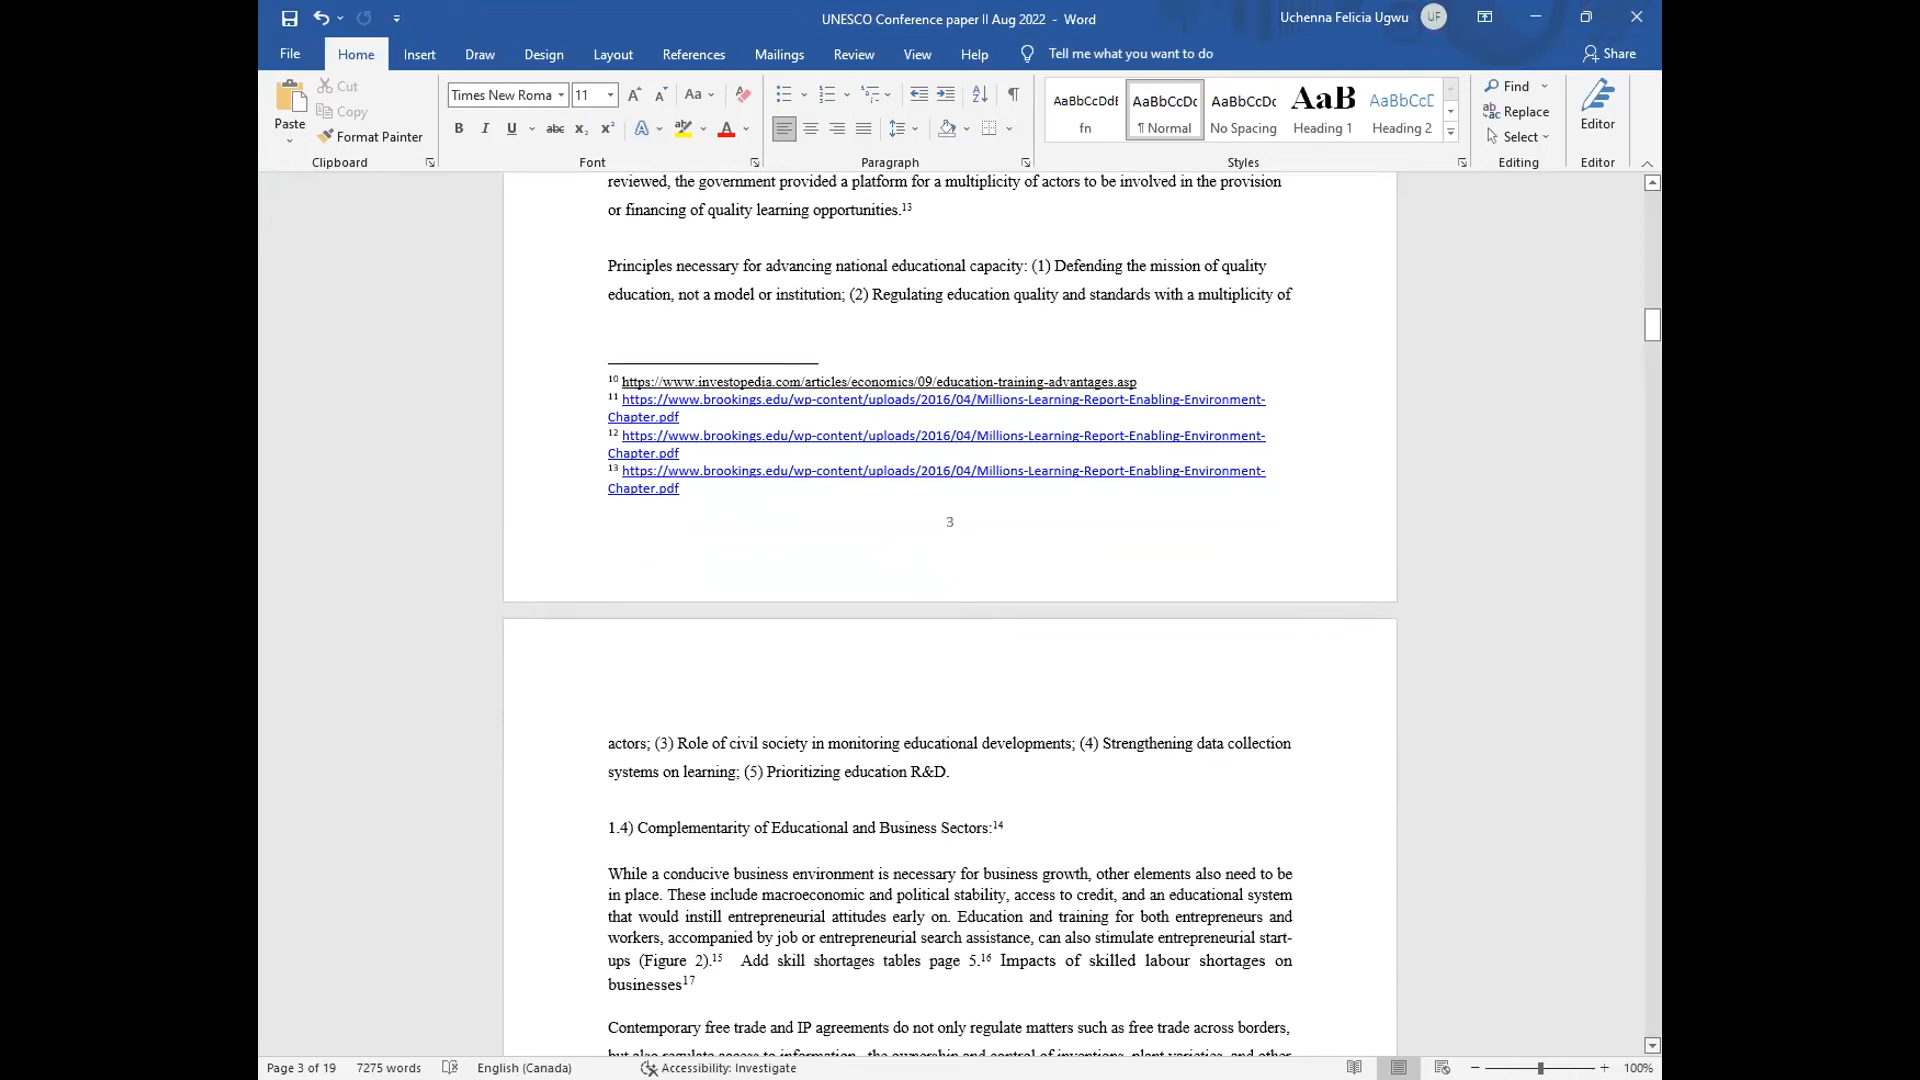 UNESCO Conference paper II Aug 2022 - Word
Uchenna Felicia Ugwu
UF
File
Home
Insert
Draw
Design
Layout
References
Mailings
Review
View
Help
Tell me what you want to do
Share
Paste
Cut
Copy
Format Painter
Clipboard
Times New Roma
11
Font
Paragraph
AaBbCcDdE
fn
AaBbCcDc
¶ Normal
AaBbCcDc
No Spacing
AaB
Heading 1
AaBbCcD
Heading 2
Styles
Find
Replace
Select
Editing
Editor
Editor
reviewed, the government provided a platform for a multiplicity of actors to be involved in the provision
or financing of quality learning opportunities.13
Principles necessary for advancing national educational capacity: (1) Defending the mission of quality
education, not a model or institution; (2) Regulating education quality and standards with a multiplicity of
10 https://www.investopedia.com/articles/economics/09/education-training-advantages.asp
11 https://www.brookings.edu/wp-content/uploads/2016/04/Millions-Learning-Report-Enabling-Environment-
Chapter.pdf
12 https://www.brookings.edu/wp-content/uploads/2016/04/Millions-Learning-Report-Enabling-Environment-
Chapter.pdf
13 https://www.brookings.edu/wp-content/uploads/2016/04/Millions-Learning-Report-Enabling-Environment-
Chapter.pdf
3
actors; (3) Role of civil society in monitoring educational developments; (4) Strengthening data collection
systems on learning; (5) Prioritizing education R&D.
1.4) Complementarity of Educational and Business Sectors:14
While a conducive business environment is necessary for business growth, other elements also need to be
in place. These include macroeconomic and political stability, access to credit, and an educational system
that would instill entrepreneurial attitudes early on. Education and training for both entrepreneurs and
workers, accompanied by job or entrepreneurial search assistance, can also stimulate entrepreneurial start-
ups (Figure 2).15 Add skill shortages tables page 5.16 Impacts of skilled labour shortages on
businesses17
Contemporary free trade and IP agreements do not only regulate matters such as free trade across borders,
but also regulate access to information, the ownership and control of inventions, plant varieties, and other
Page 3 of 19
7275 words
English (Canada)
Accessibility: Investigate
100%